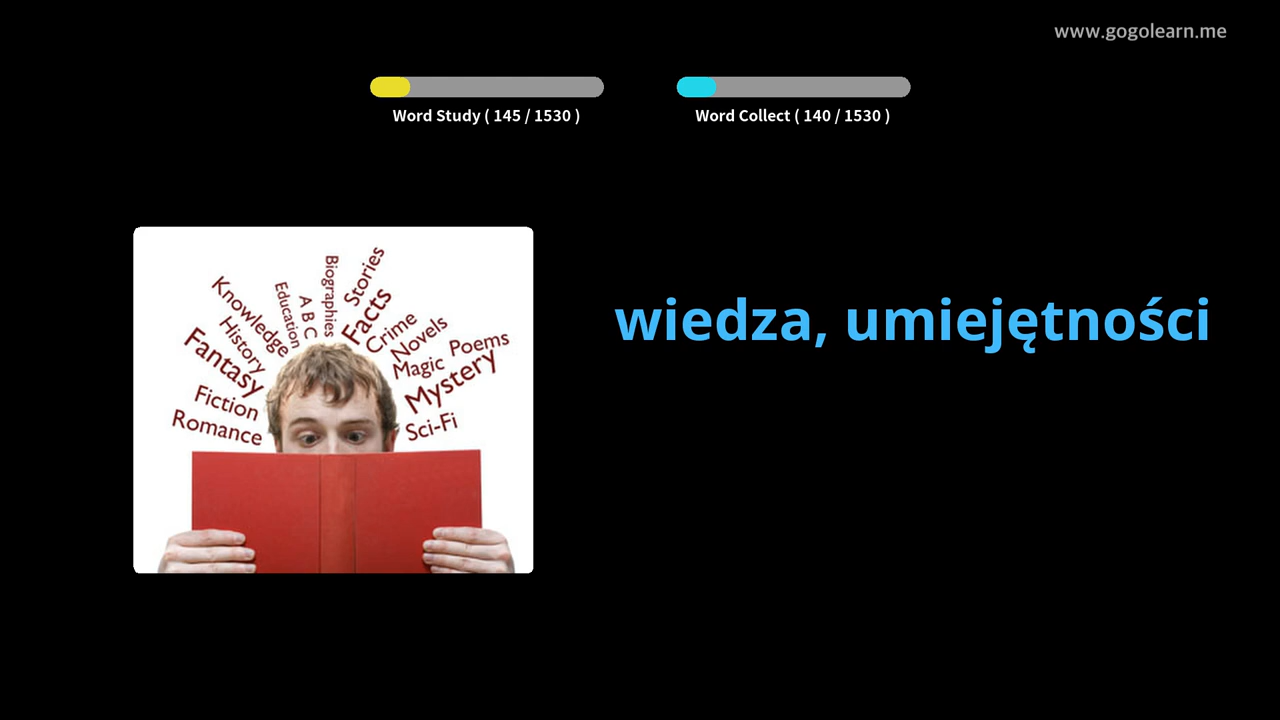 www.gogolearn.me
Word Study ( 145 / 1530 )
Word Collect ( 140 / 1530 )
wiedza, umiejętności
Biographies
Stories
Education
A B C
Facts
Knowledge
History
Crime
Novels
Poems
Fantasy
Magic
Mystery
Fiction
Romance
Sci-Fi